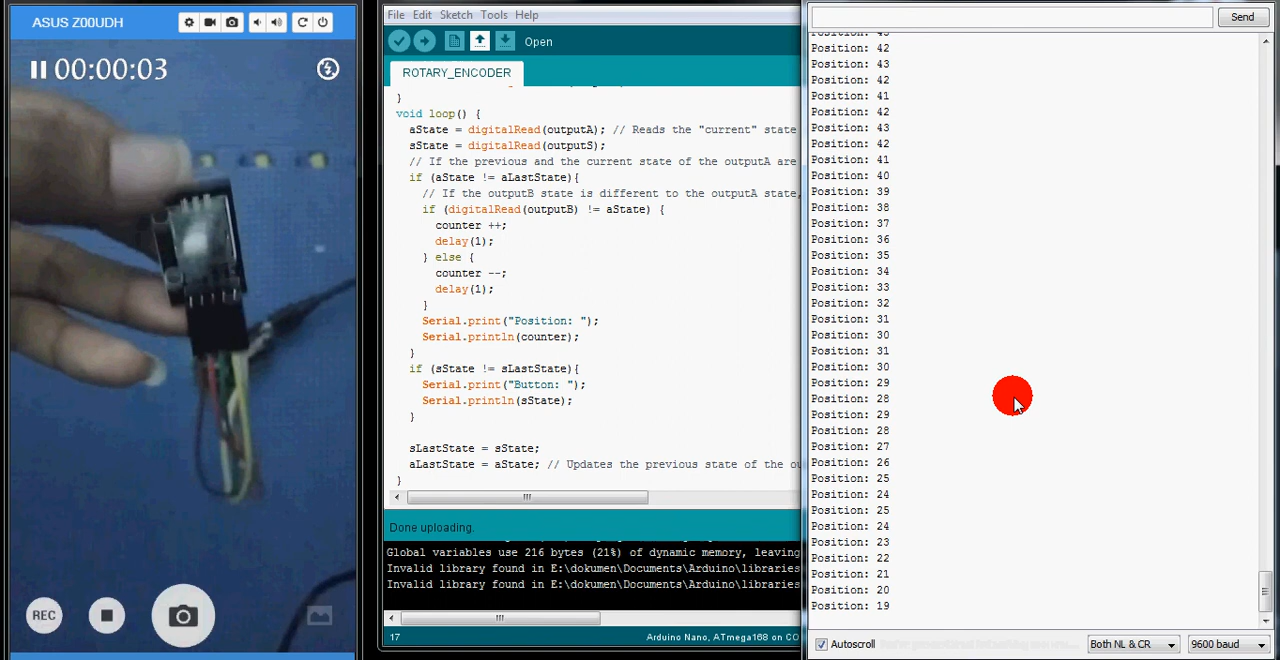 ASUS Z00UDH
00:00:03
REC
File Edit Sketch Tools Help
Open
ROTARY_ENCODER
}
void loop() {
aState = digitalRead(outputA); // Reads the "current" state
sState = digitalRead(outputS);
// If the previous and the current state of the outputA are
if (aState != aLastState){
// If the outputB state is different to the outputA state,
if (digitalRead(outputB) != aState) {
counter ++;
delay(1);
} else {
counter --;
delay(1);
}
Serial.print("Position: ");
Serial.println(counter);
}
if (sState != sLastState){
Serial.print("Button: ");
Serial.println(sState);
}
sLastState = sState;
aLastState = aState; // Updates the previous state of the ou
}
Done uploading.
Global variables use 216 bytes (21%) of dynamic memory, leaving
Invalid library found in E:\dokumen\Documents\Arduino\libraries
Invalid library found in E:\dokumen\Documents\Arduino\libraries
17
Arduino Nano, ATmega168 on CO
Send
Position: 43
Position: 42
Position: 43
Position: 42
Position: 41
Position: 42
Position: 43
Position: 42
Position: 41
Position: 40
Position: 39
Position: 38
Position: 37
Position: 36
Position: 35
Position: 34
Position: 33
Position: 32
Position: 31
Position: 30
Position: 31
Position: 30
Position: 29
Position: 28
Position: 29
Position: 28
Position: 27
Position: 26
Position: 25
Position: 24
Position: 25
Position: 24
Position: 23
Position: 22
Position: 21
Position: 20
Position: 19
Autoscroll
Both NL & CR
9600 baud